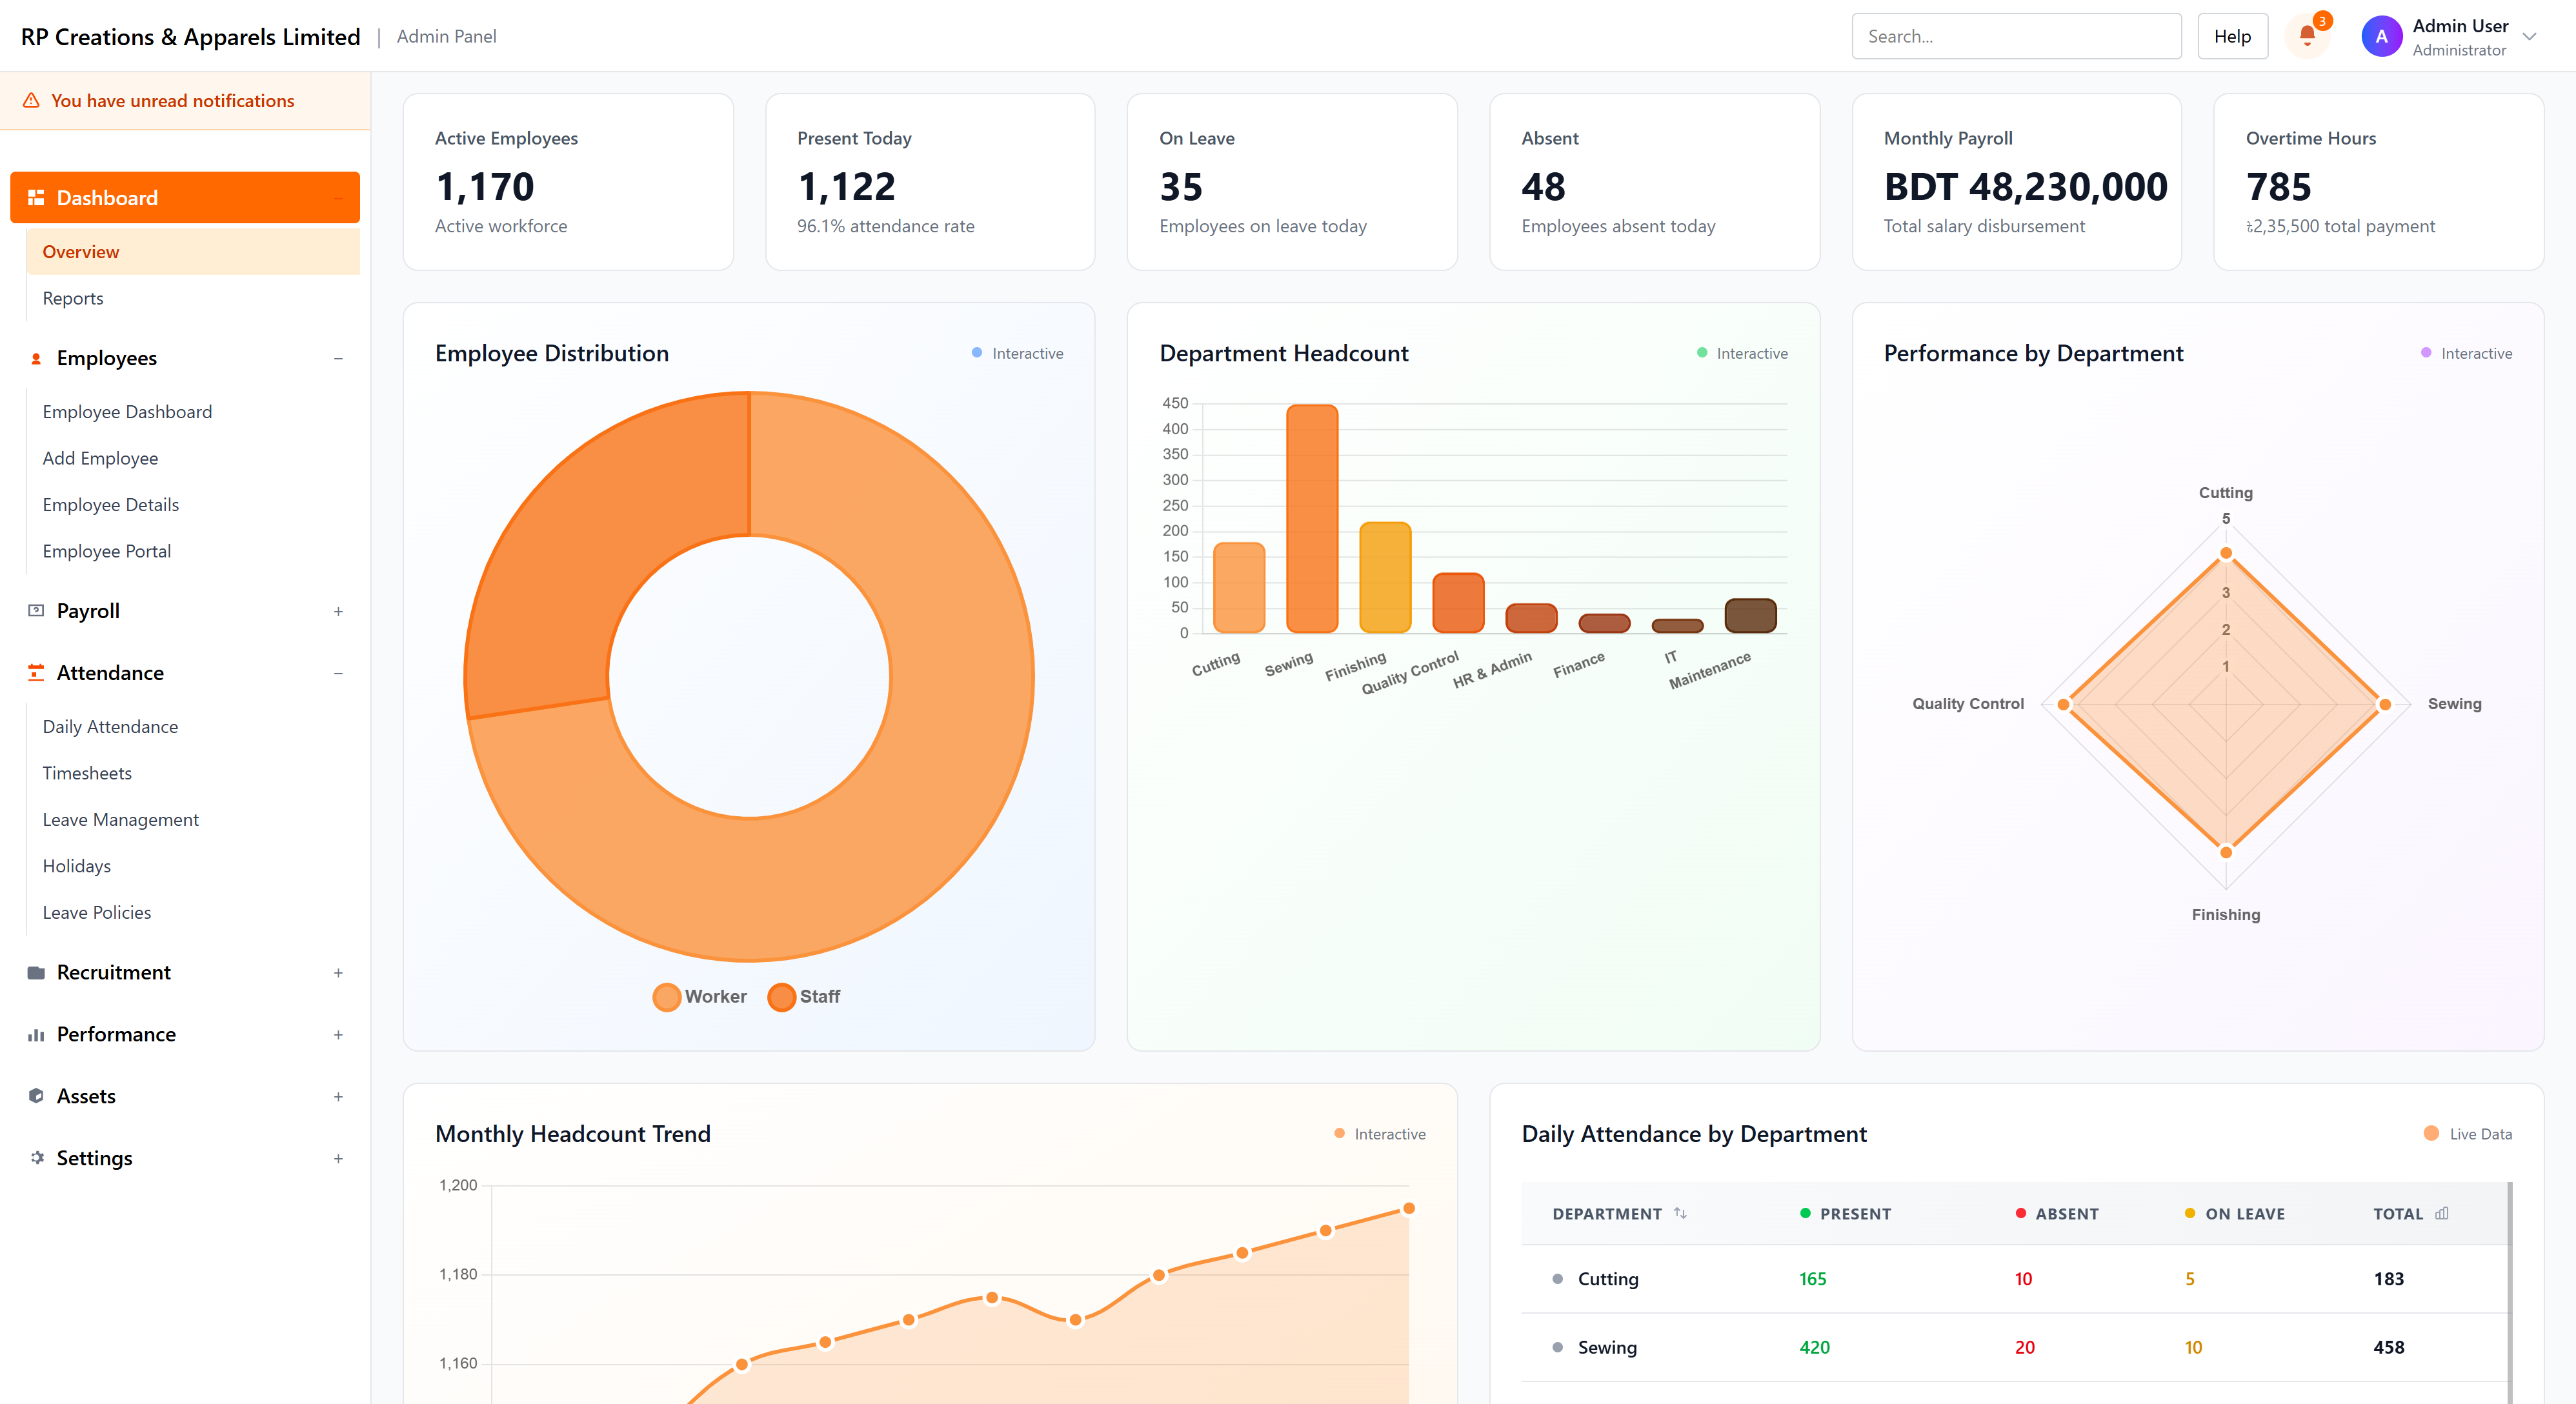 RP Creations & Apparels Limited | Admin Panel
Search...
Help
3
A
Admin User
Administrator
You have unread notifications
Dashboard
Overview
Reports
Employees
Employee Dashboard
Add Employee
Employee Details
Employee Portal
Payroll
Attendance
Daily Attendance
Timesheets
Leave Management
Holidays
Leave Policies
Recruitment
Performance
Assets
Settings
Active Employees
1,170
Active workforce
Present Today
1,122
96.1% attendance rate
On Leave
35
Employees on leave today
Absent
48
Employees absent today
Monthly Payroll
BDT 48,230,000
Total salary disbursement
Overtime Hours
785
৳2,35,500 total payment
Employee Distribution
Interactive
Worker Staff
Department Headcount
Interactive
450
400
350
300
250
200
150
100
50
0
Cutting
Sewing
Finishing
Quality Control
HR & Admin
Finance
IT
Maintenance
Performance by Department
Interactive
Cutting
5
3
2
1
Quality Control
Sewing
Finishing
Monthly Headcount Trend
Interactive
1,200
1,180
1,160
Daily Attendance by Department
Live Data
DEPARTMENT PRESENT ABSENT ON LEAVE TOTAL
Cutting 165 10 5 183
Sewing 420 20 10 458